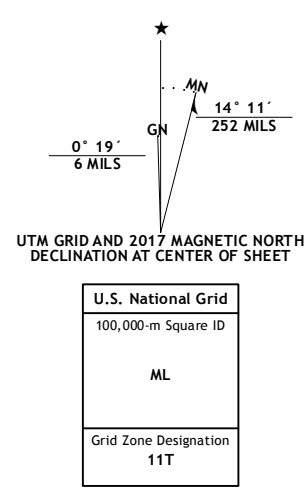 ★
MN
14° 11´
252 MILS
GN
0° 19´
6 MILS
UTM GRID AND 2017 MAGNETIC NORTH
DECLINATION AT CENTER OF SHEET
U.S. National Grid
100,000-m Square ID
ML
Grid Zone Designation
11T